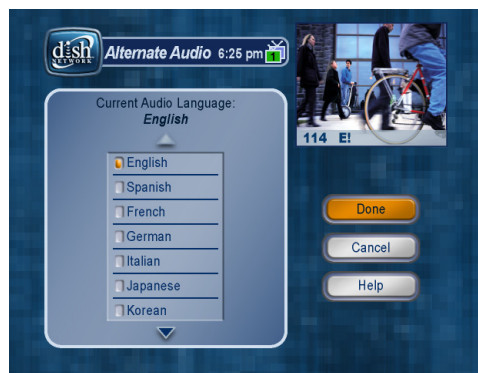 dish
NETWORK
Alternate Audio 6:25 pm 1
Current Audio Language:
English
English
Spanish
French
German
Italian
Japanese
Korean
114 E!
Done
Cancel
Help